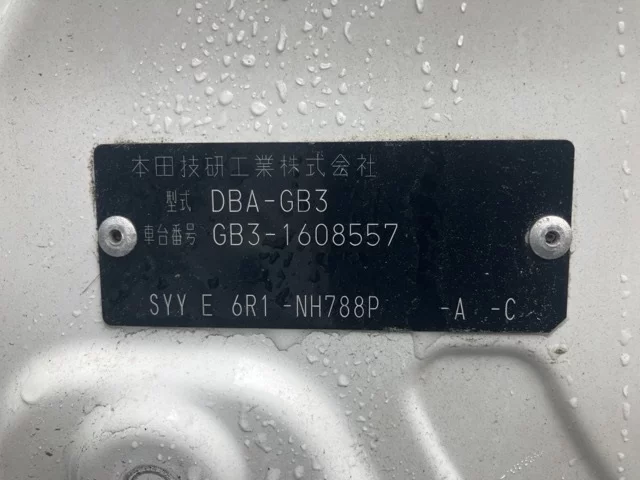 本田技研工業株式会社
型式 DBA-GB3
車台番号 GB3-1608557
SYY E 6R1 -NH788P -A -C